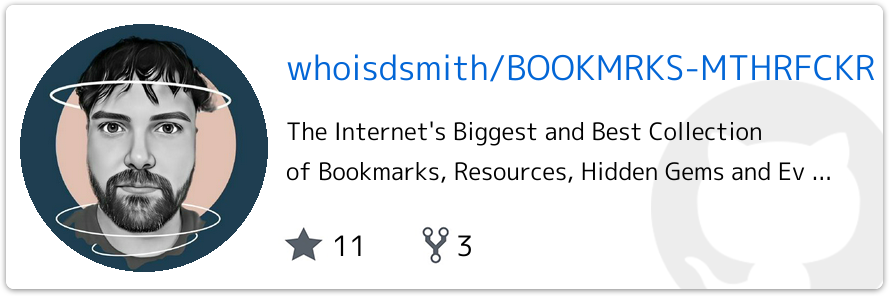 whoisdsmith/BOOKMRKS-MTHRFCKR
The Internet's Biggest and Best Collection
of Bookmarks, Resources, Hidden Gems and Ev ...
11 3